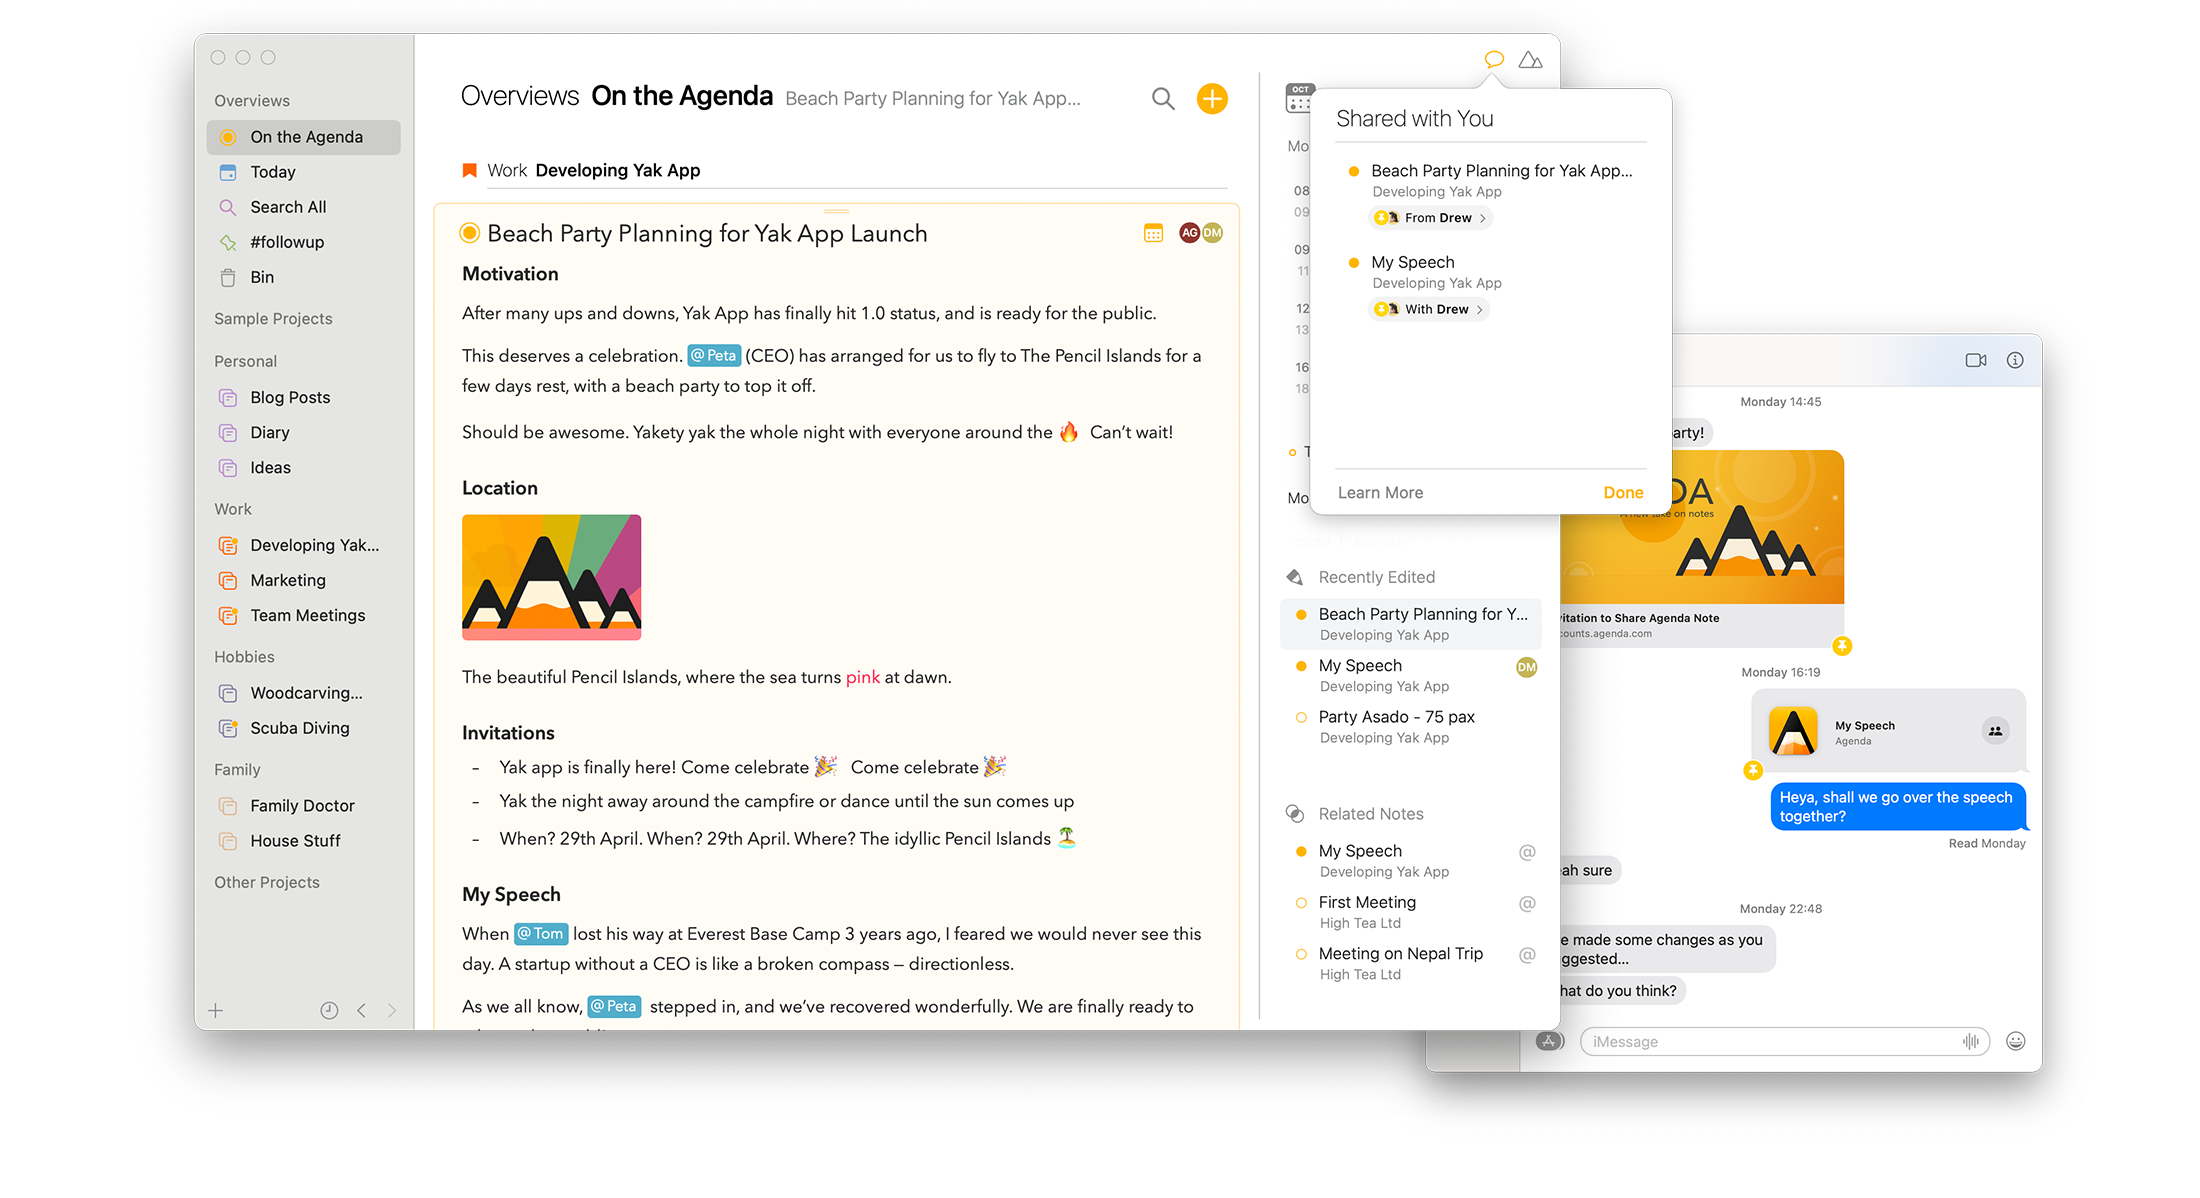 Overviews
On the Agenda
Today
Search All
#followup
Bin
Sample Projects
Personal
Blog Posts
Diary
Ideas
Work
Developing Yak...
Marketing
Team Meetings
Hobbies
Woodcarving...
Scuba Diving
Family
Family Doctor
House Stuff
Other Projects
Overviews On the Agenda Beach Party Planning for Yak App...
Work Developing Yak App
Beach Party Planning for Yak App Launch
AG DM
Motivation
After many ups and downs, Yak App has finally hit 1.0 status, and is ready for the public.
This deserves a celebration. @Peta (CEO) has arranged for us to fly to The Pencil Islands for a
few days rest, with a beach party to top it off.
Should be awesome. Yakety yak the whole night with everyone around the 🔥 Can't wait!
Location
The beautiful Pencil Islands, where the sea turns pink at dawn.
Invitations
- Yak app is finally here! Come celebrate 🎉 Come celebrate 🎉
- Yak the night away around the campfire or dance until the sun comes up
- When? 29th April. When? 29th April. Where? The idyllic Pencil Islands 🏝️
My Speech
When @Tom lost his way at Everest Base Camp 3 years ago, I feared we would never see this
day. A startup without a CEO is like a broken compass – directionless.
As we all know, @Peta stepped in, and we've recovered wonderfully. We are finally ready to
OCT
Mo
08
09
09
11
12
13
16
18
T
Mo
Shared with You
Beach Party Planning for Yak App...
Developing Yak App
From Drew >
My Speech
Developing Yak App
With Drew >
Learn More
Done
Recently Edited
Beach Party Planning for Y...
Developing Yak App
My Speech
DM
Developing Yak App
Party Asado - 75 pax
Developing Yak App
Related Notes
My Speech @
Developing Yak App
First Meeting @
High Tea Ltd
Meeting on Nepal Trip @
High Tea Ltd
Monday 14:45
arty!
DA
on notes
vitation to Share Agenda Note
counts.agenda.com
Monday 16:19
My Speech
Agenda
Heya, shall we go over the speech
together?
Read Monday
ah sure
Monday 22:48
e made some changes as you
ggested...
hat do you think?
iMessage